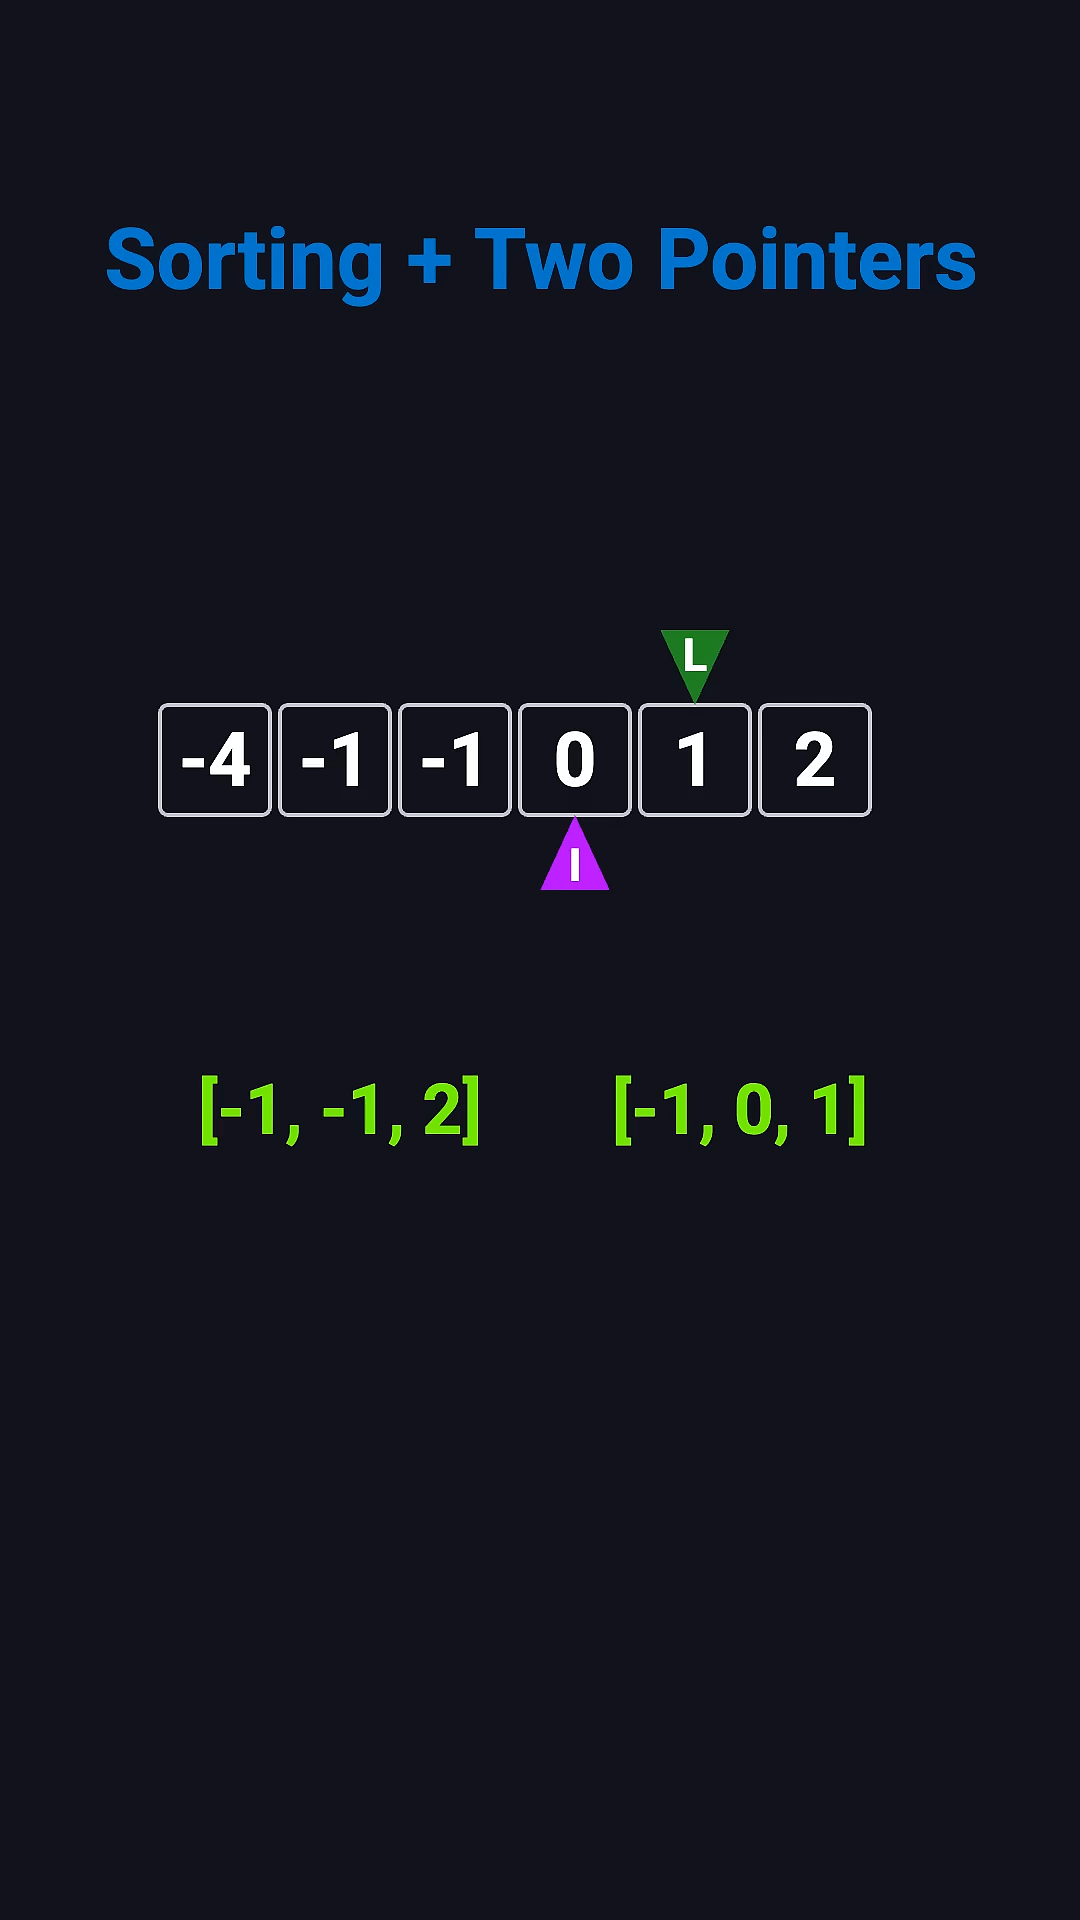 Sorting + Two Pointers
L
-4 -1 -1 0 1 2
I
[-1, -1, 2] [-1, 0, 1]